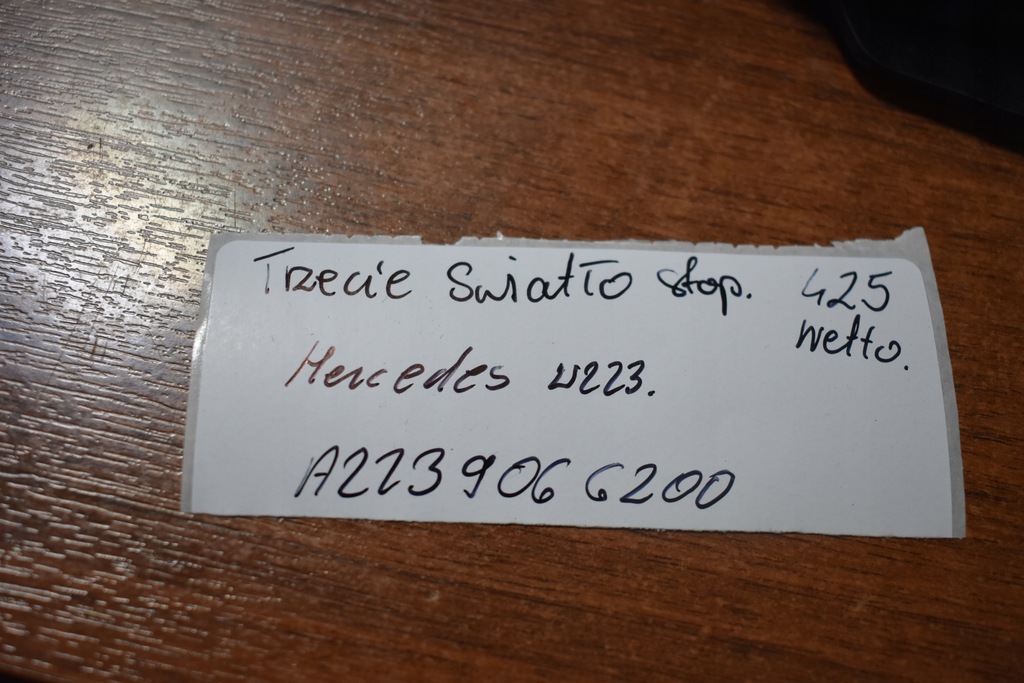 Trzecie Swiatło stop. 425
netto.
Mercedes w223.
A223 906 6200